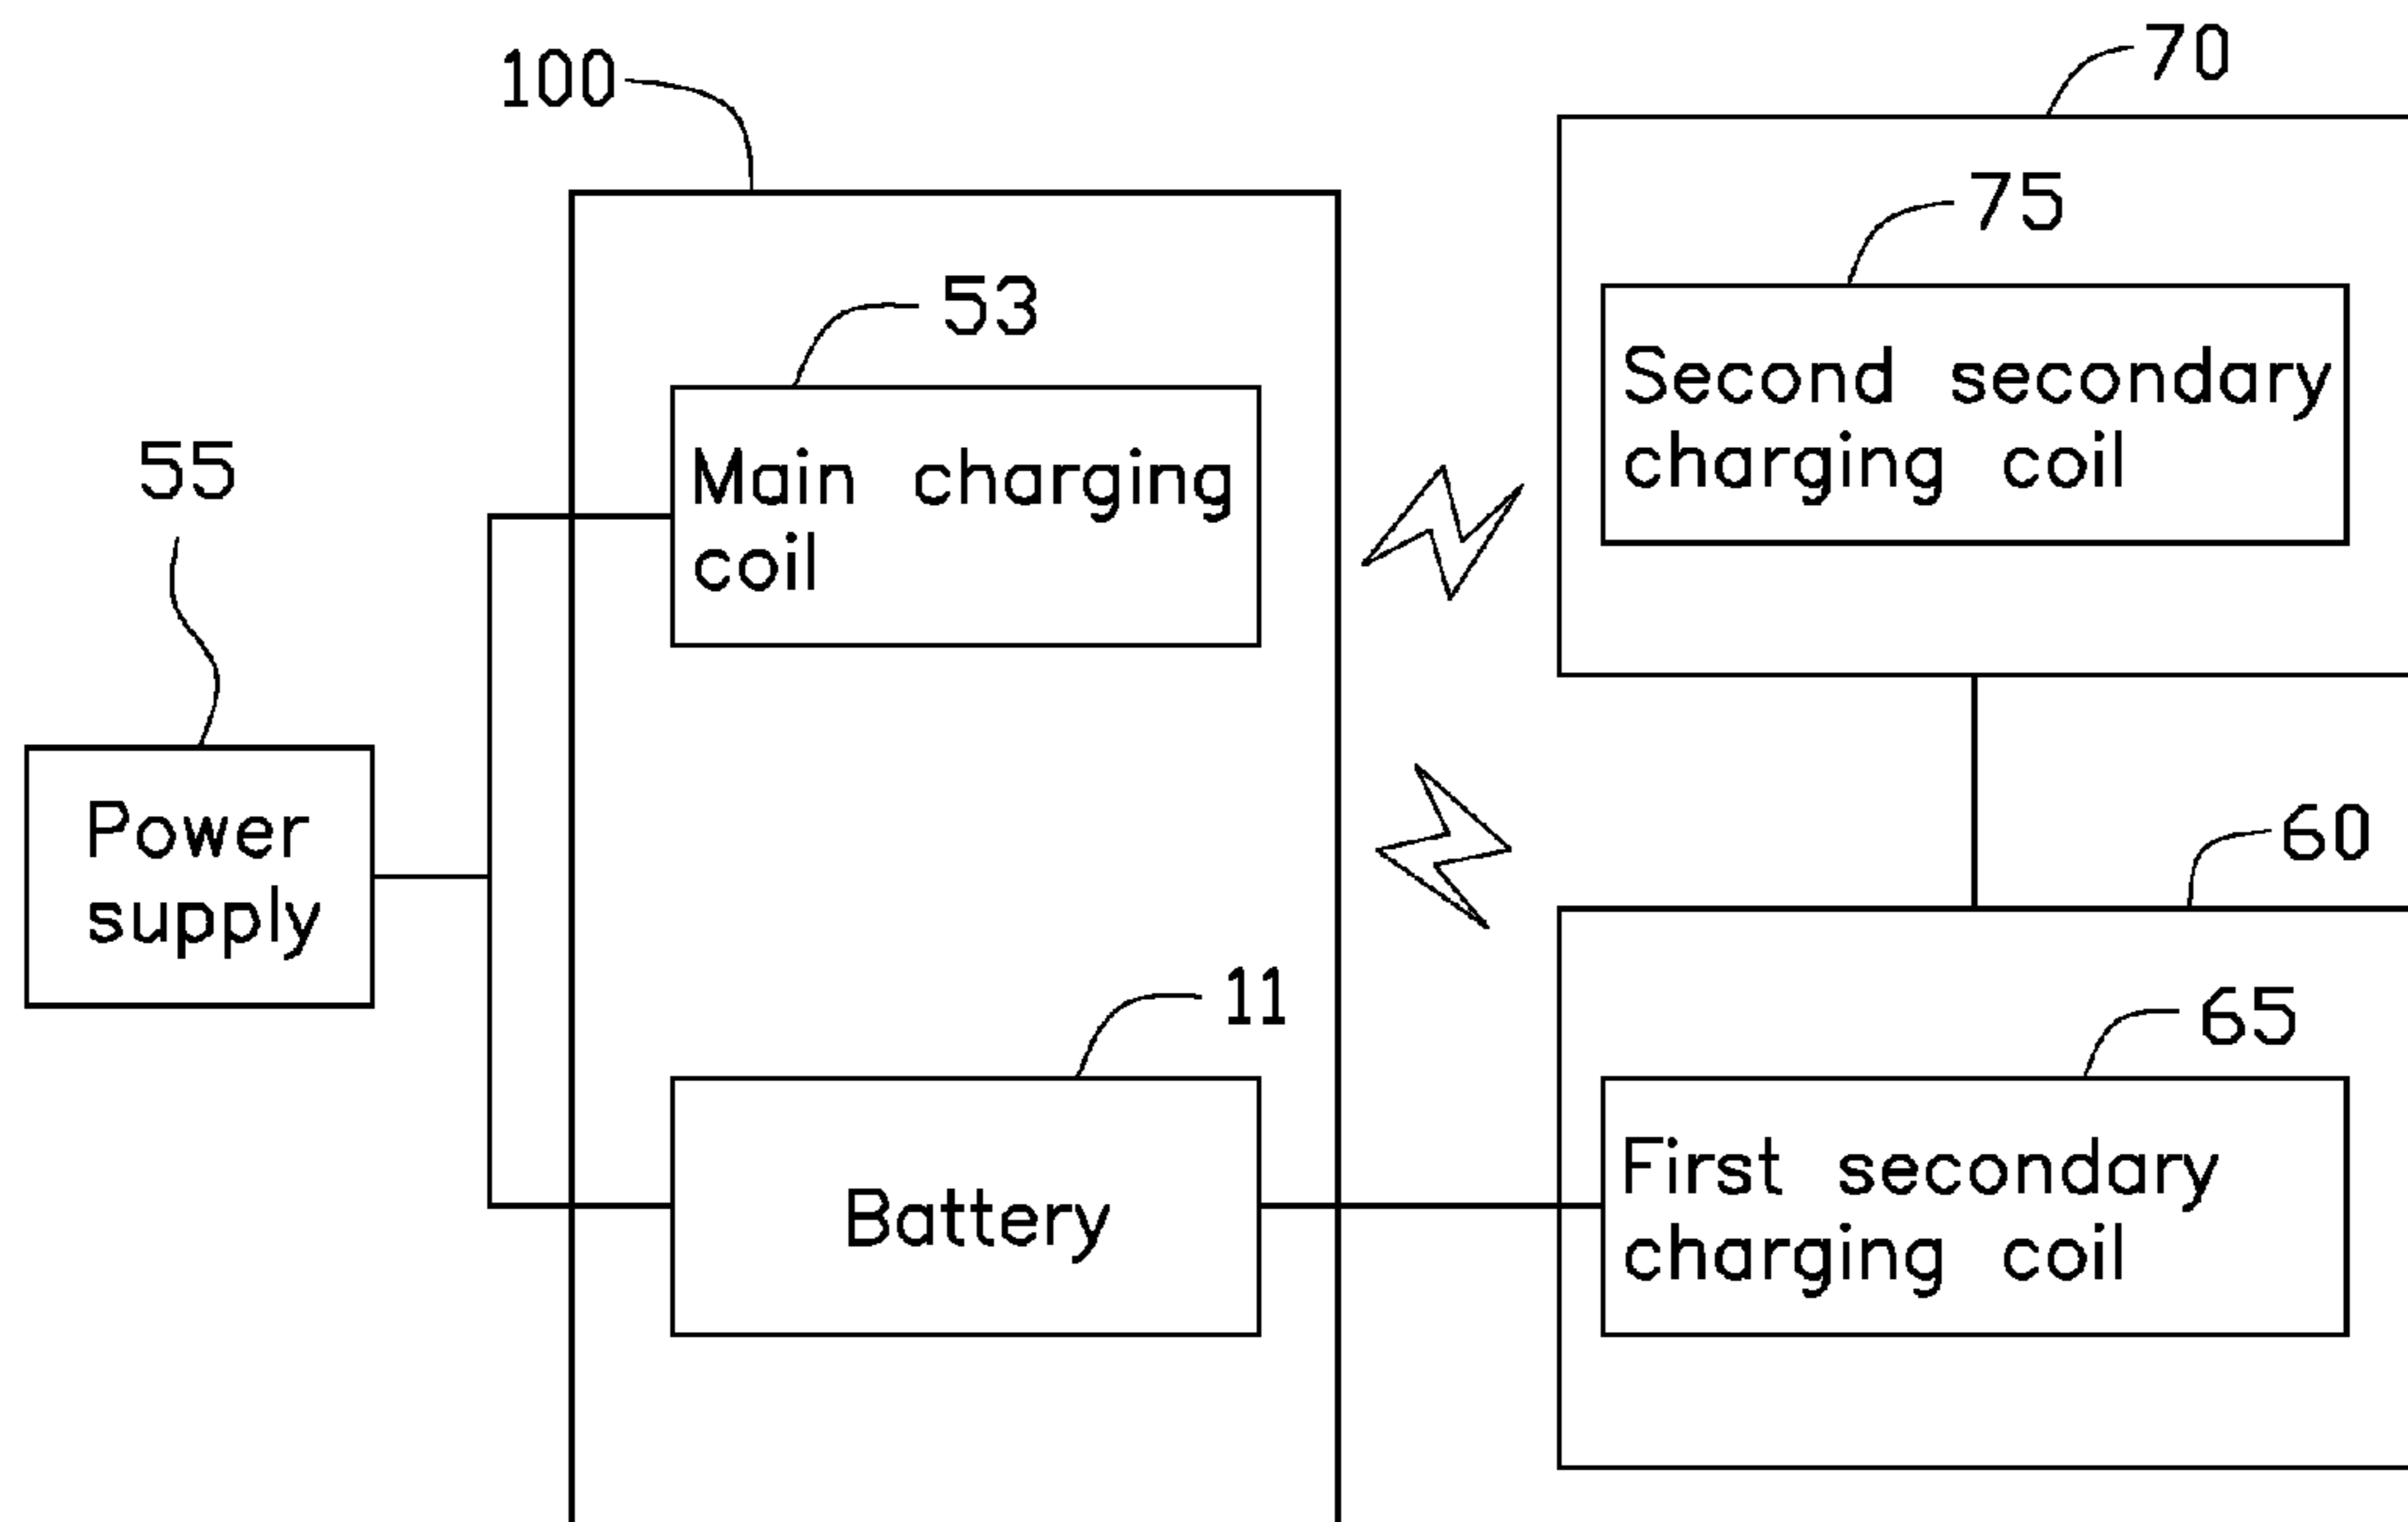 100
70
75
53
Second secondary
charging coil
55
Main charging
coil
Power
supply
60
11
65
First secondary
charging coil
Battery